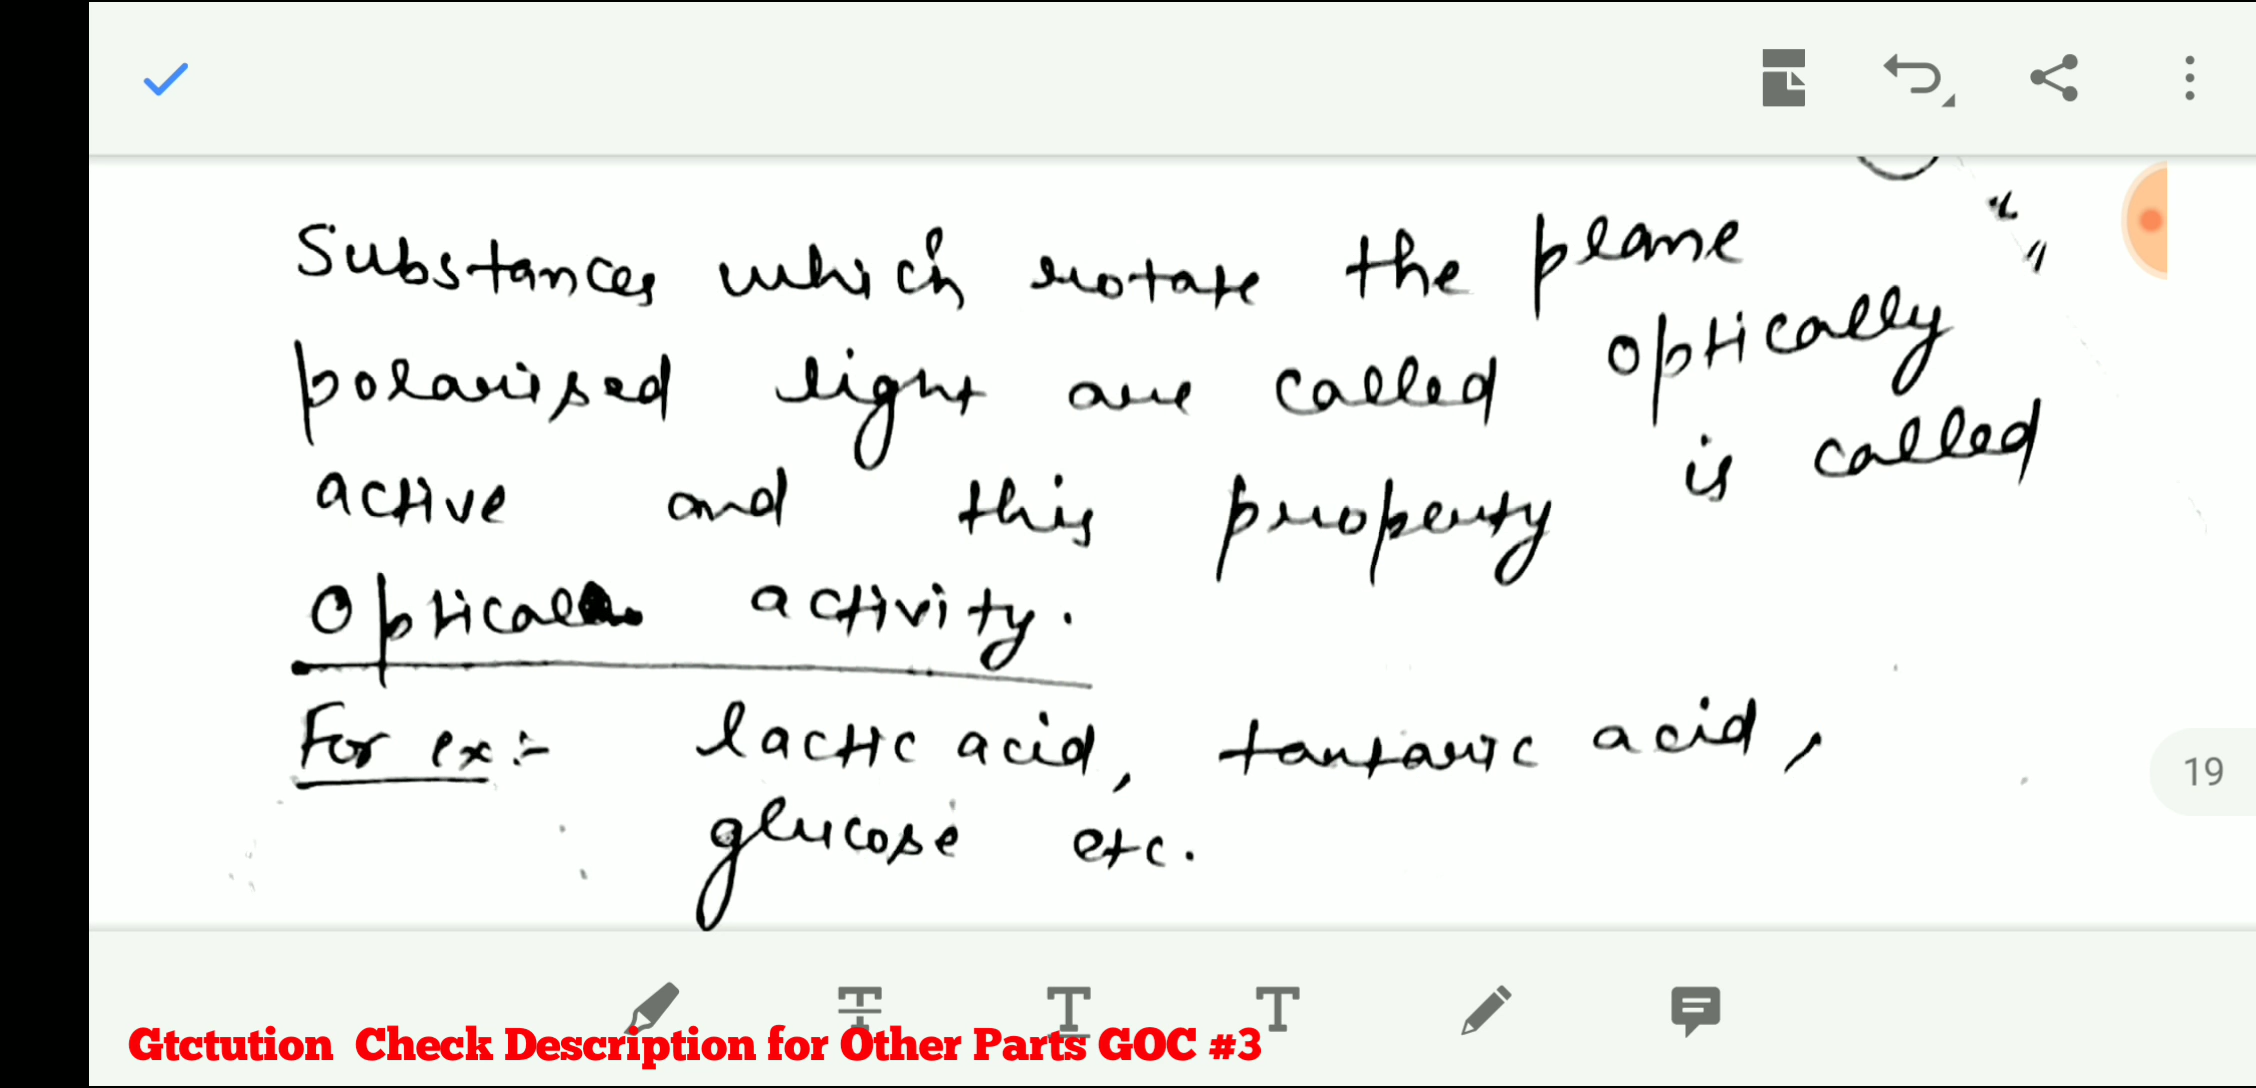 Substances which rotate the plane
polarised light are called optically
active and this property is called
Optical activity.
For ex:- lactic acid, tartaric acid,
glucose etc.
19
Gtctution Check Description for Other Parts GOC #3